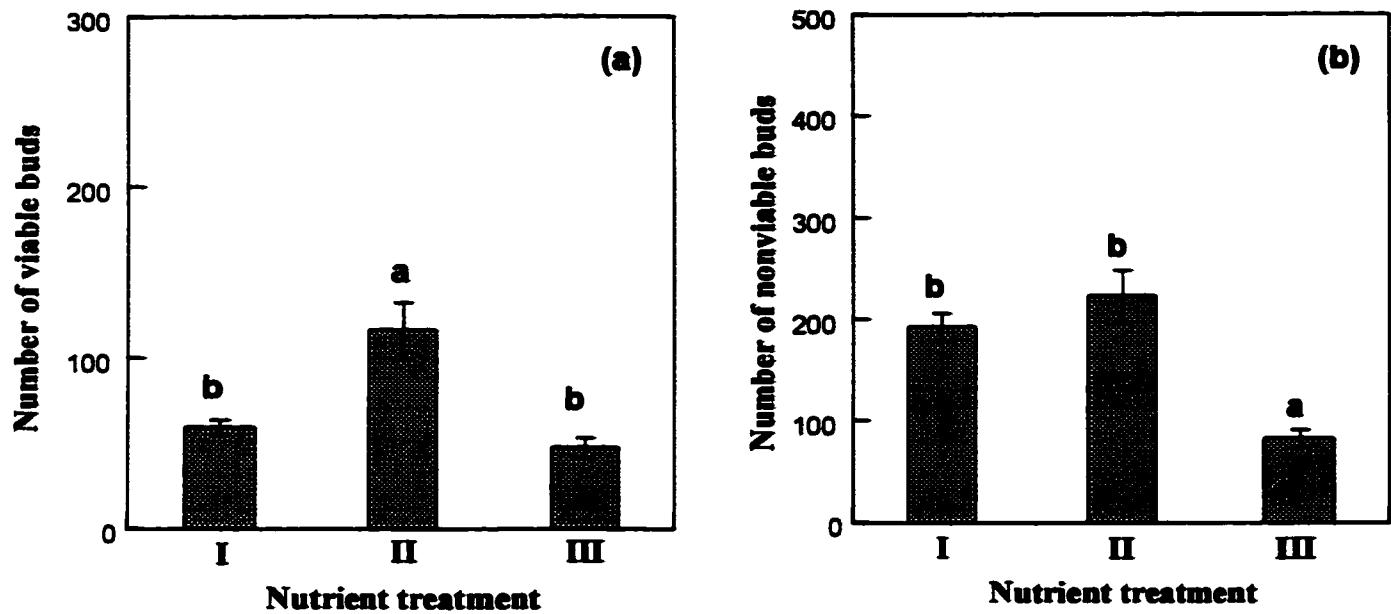 (a)
Number of viable buds
300
200
100
0
b
a
b
I II III
Nutrient treatment
(b)
Number of nonviable buds
500
400
300
200
100
0
b
b
a
I II III
Nutrient treatment